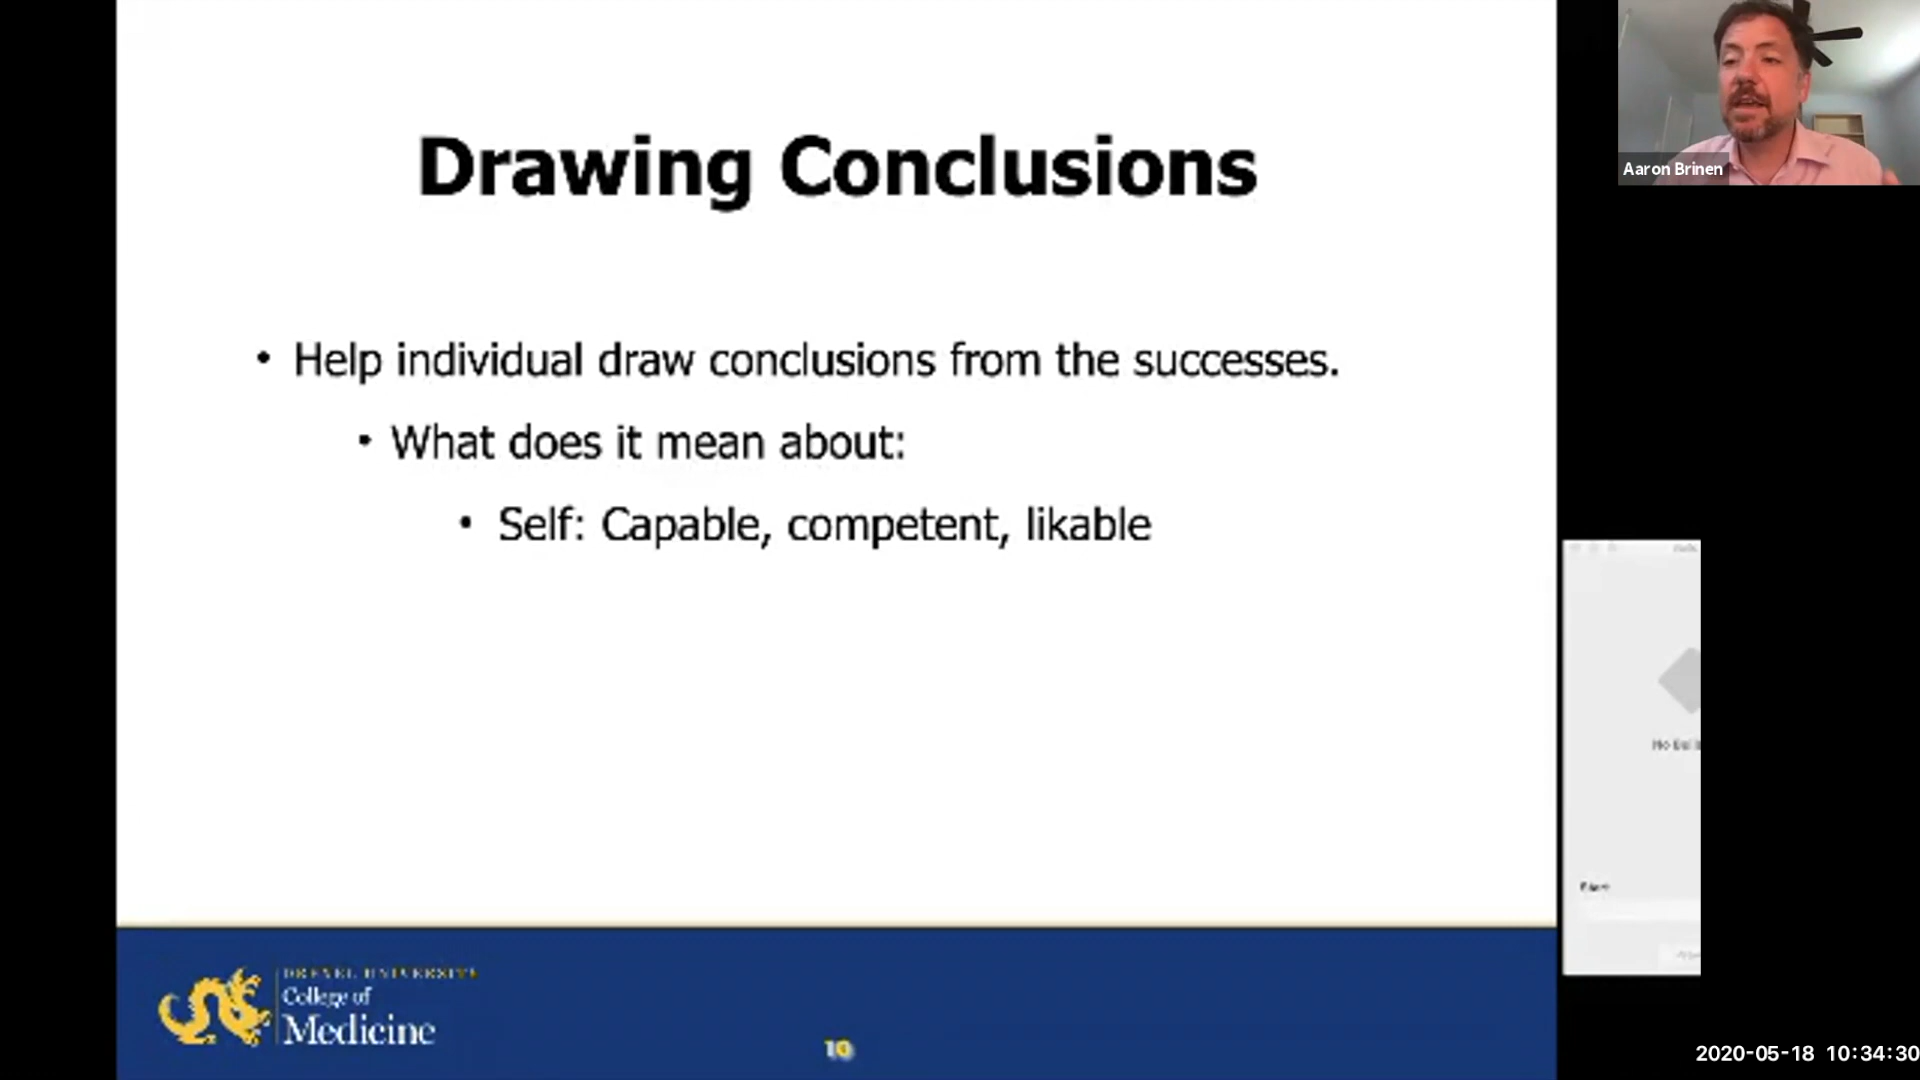 Drawing Conclusions
• Help individual draw conclusions from the successes.
• What does it mean about:
• Self: Capable, competent, likable
DREXEL UNIVERSITY
College of
Medicine
10
Aaron Brinen
Start
2020-05-18 10:34:30